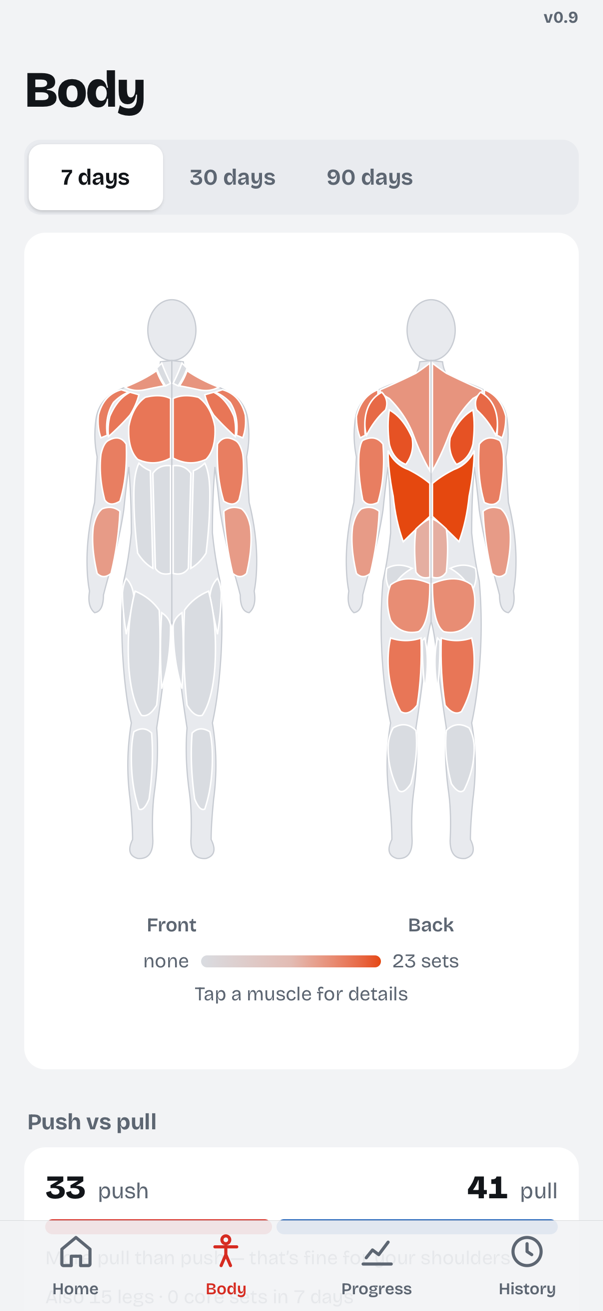 v0.9
Body
7 days 30 days 90 days
Front Back
none 23 sets
Tap a muscle for details
Push vs pull
33 push 41 pull
More pull than push – that's fine for your shoulders
Also 15 legs · 0 core sets in 7 days
Home Body Progress History